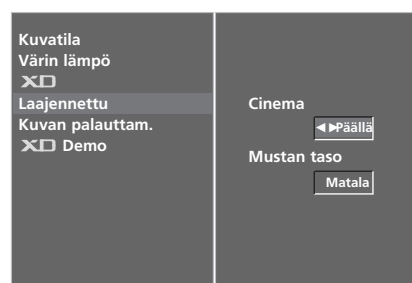 Kuvatila
Värin lämpö
XD
Laajennettu
Kuvan palauttam.
XD Demo
Cinema
◄►Päällä
Mustan taso
Matala